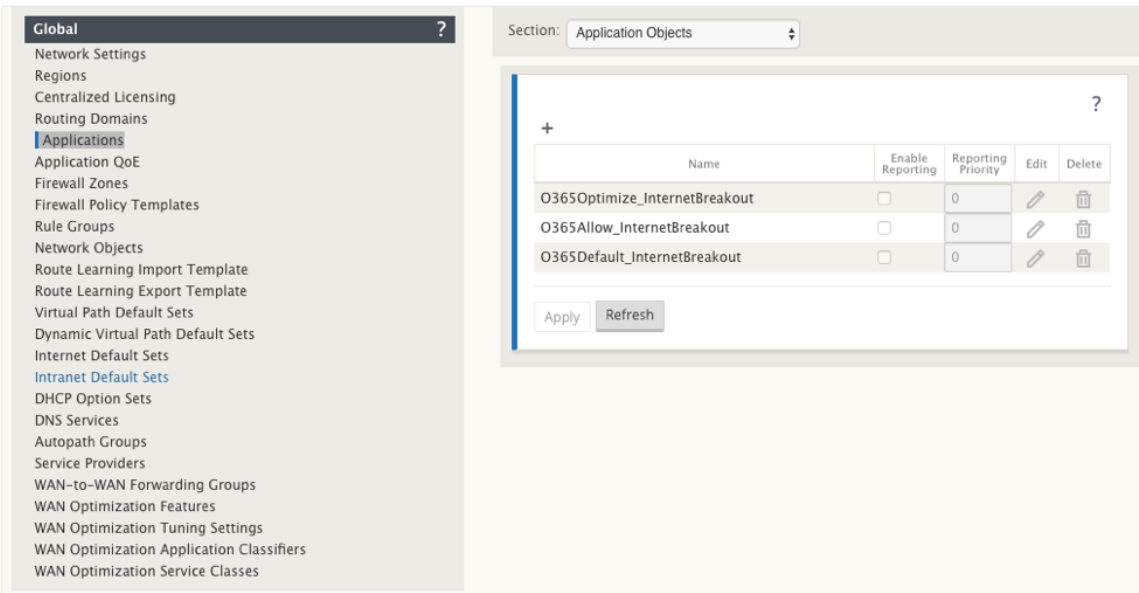 Global ?
Network Settings
Regions
Centralized Licensing
Routing Domains
Applications
Application QoE
Firewall Zones
Firewall Policy Templates
Rule Groups
Network Objects
Route Learning Import Template
Route Learning Export Template
Virtual Path Default Sets
Dynamic Virtual Path Default Sets
Internet Default Sets
Intranet Default Sets
DHCP Option Sets
DNS Services
Autopath Groups
Service Providers
WAN-to-WAN Forwarding Groups
WAN Optimization Features
WAN Optimization Tuning Settings
WAN Optimization Application Classifiers
WAN Optimization Service Classes
Section: Application Objects
?
+
Name Enable Reporting Reporting Priority Edit Delete
O365Optimize_InternetBreakout 0
O365Allow_InternetBreakout 0
O365Default_InternetBreakout 0
Apply Refresh